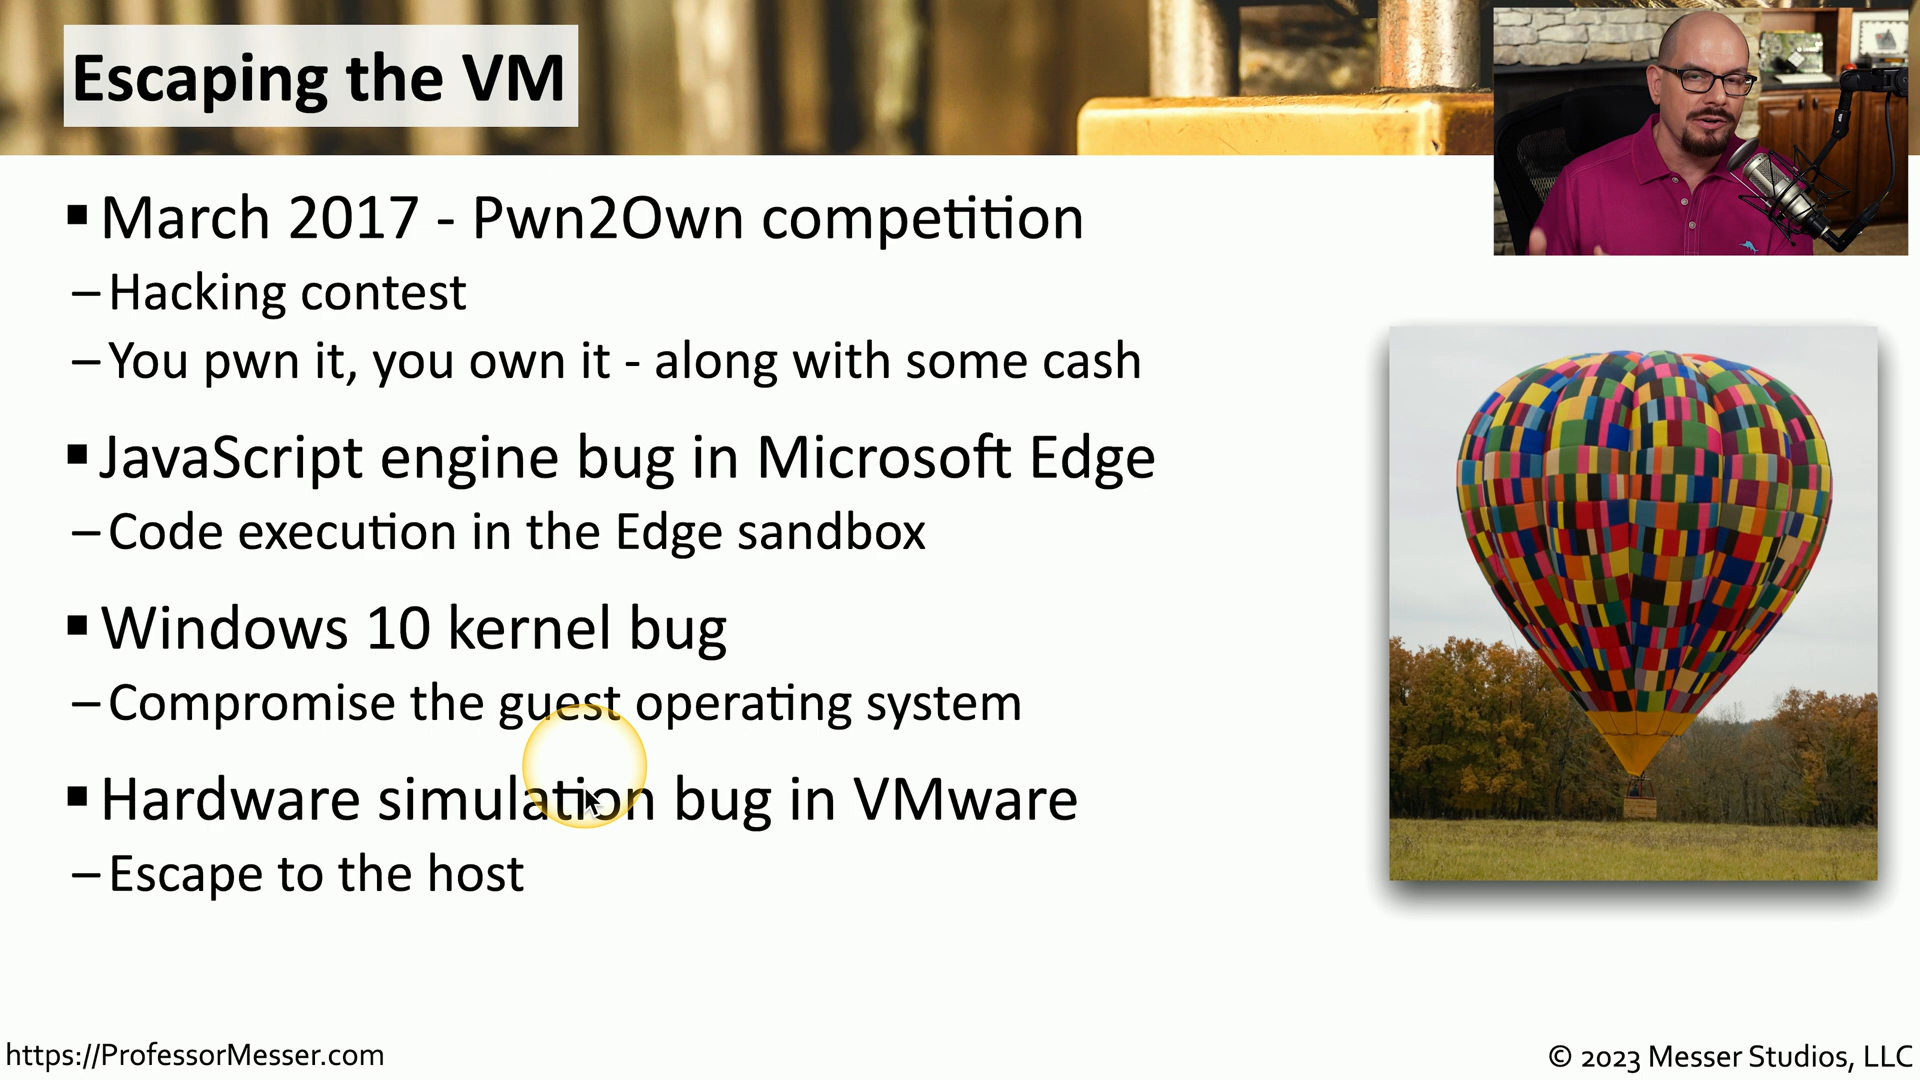 Escaping the VM
▪ March 2017 - Pwn2Own competition
– Hacking contest
– You pwn it, you own it - along with some cash
▪ JavaScript engine bug in Microsoft Edge
– Code execution in the Edge sandbox
▪ Windows 10 kernel bug
– Compromise the guest operating system
▪ Hardware simulation bug in VMware
– Escape to the host
https://ProfessorMesser.com
© 2023 Messer Studios, LLC